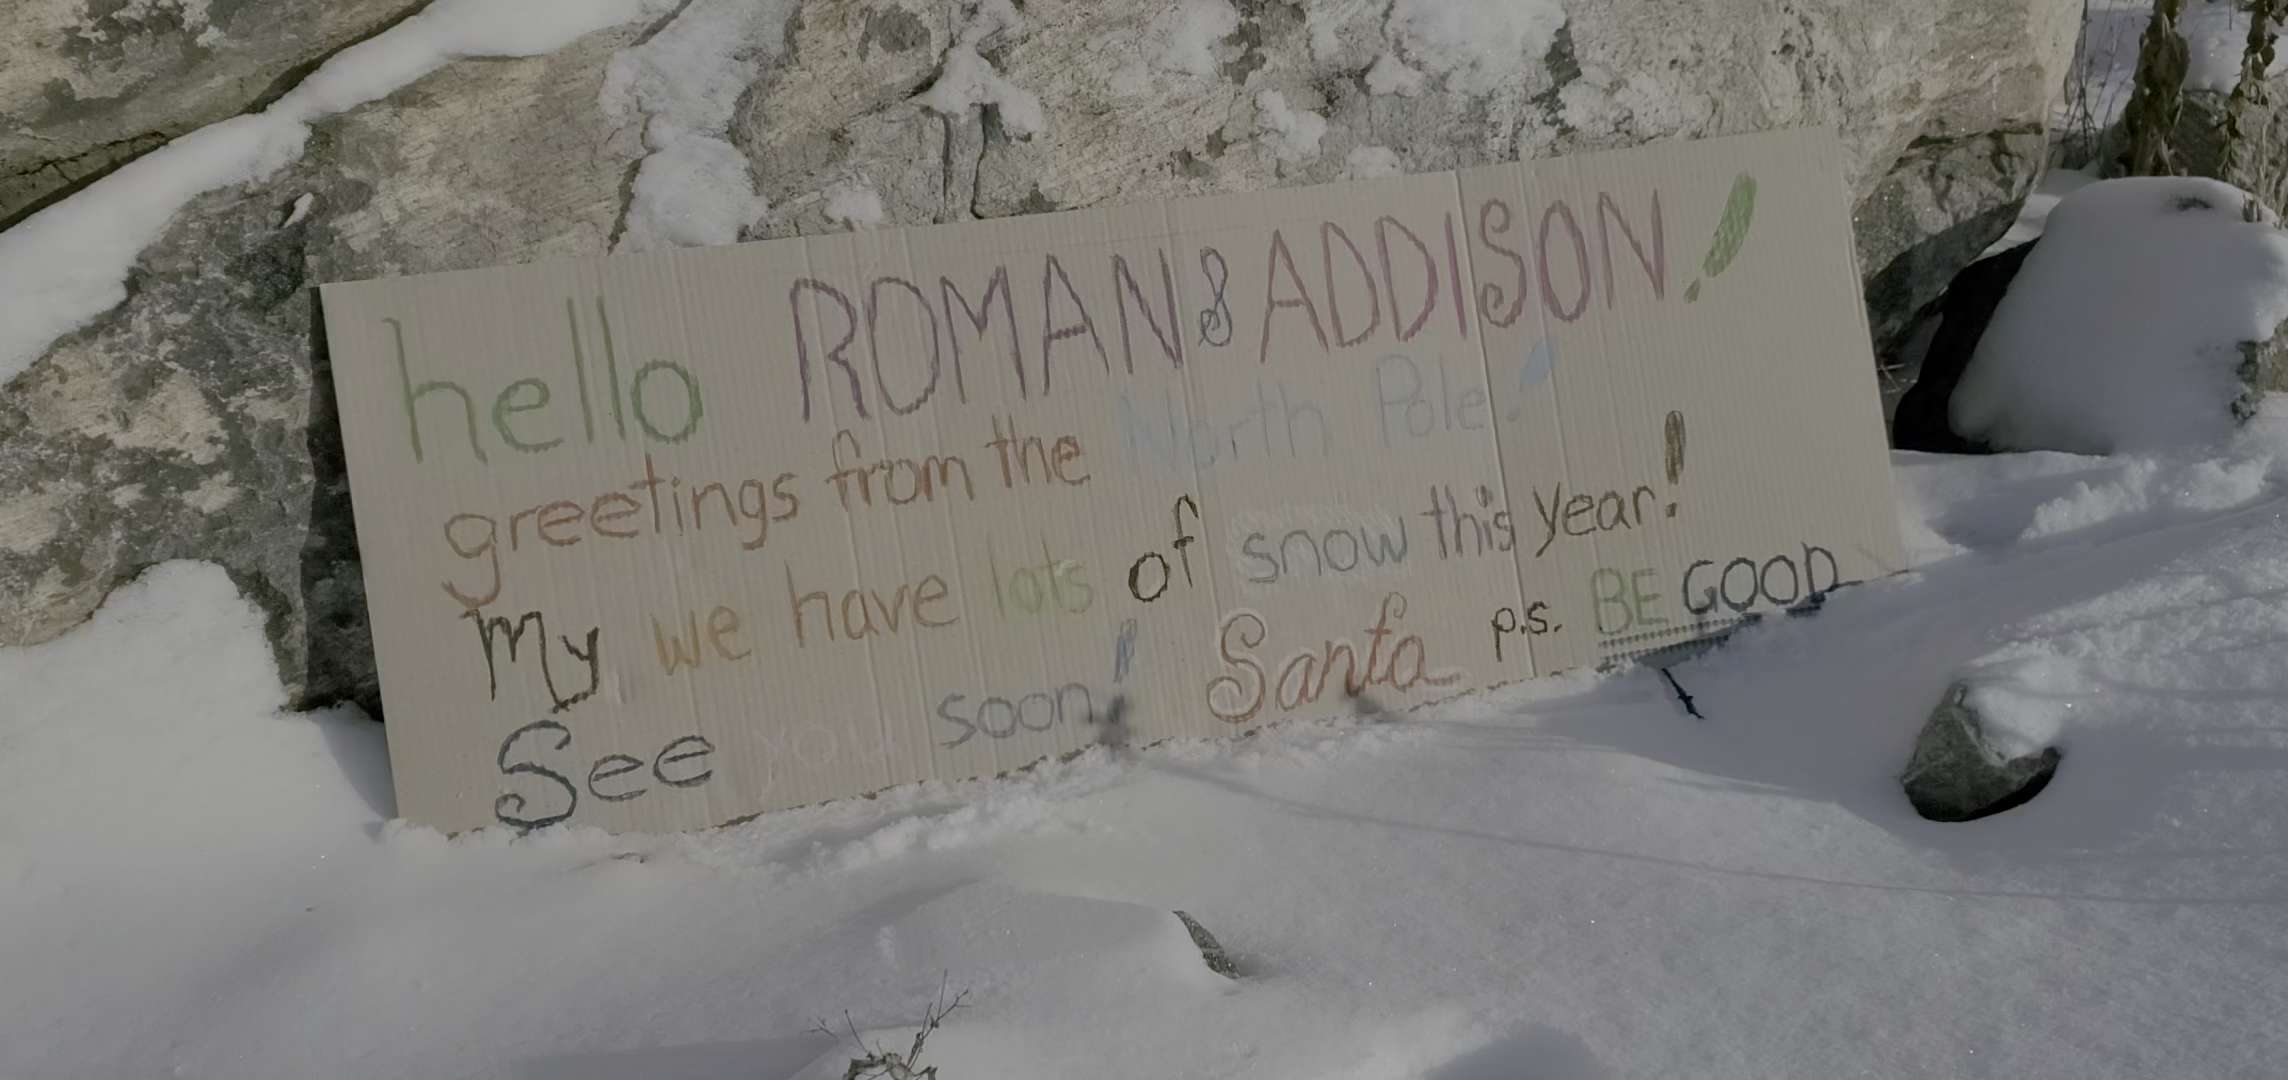 hello ROMAN & ADDISON!
greetings from the North Pole!
My we have lots of snow this year!
See you soon! Santa p.s. BE GOOD